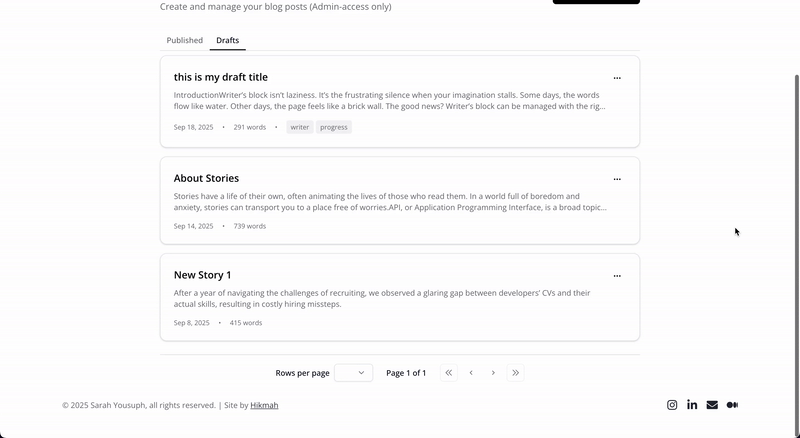 Create and manage your blog posts (Admin-access only)
Published Drafts
this is my draft title
IntroductionWriter's block isn't laziness. It's the frustrating silence when your imagination stalls. Some days, the words
flow like water. Other days, the page feels like a brick wall. The good news? Writer's block can be managed with the rig...
Sep 18, 2025 • 291 words • writer progress
About Stories
Stories have a life of their own, often animating the lives of those who read them. In a world full of boredom and
anxiety, stories can transport you to a place free of worries.API, or Application Programming Interface, is a broad topic...
Sep 14, 2025 • 739 words
New Story 1
After a year of navigating the challenges of recruiting, we observed a glaring gap between developers' CVs and their
actual skills, resulting in costly hiring missteps.
Sep 8, 2025 • 415 words
Rows per page Page 1 of 1
© 2025 Sarah Yousuph, all rights reserved. | Site by Hikmah